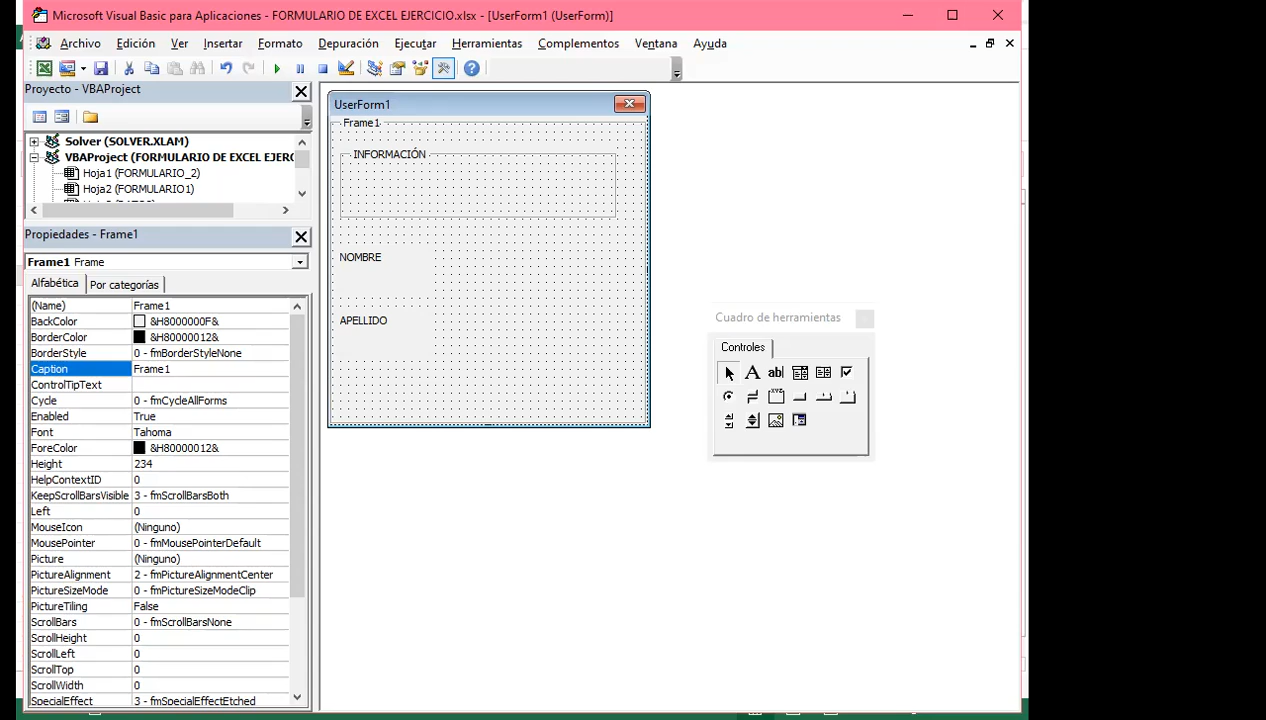 Microsoft Visual Basic para Aplicaciones - FORMULARIO DE EXCEL EJERCICIO.xlsx - [UserForm1 (UserForm)]
Archivo Edición Ver Insertar Formato Depuración Ejecutar Herramientas Complementos Ventana Ayuda
Proyecto - VBAProject
Solver (SOLVER.XLAM)
VBAProject (FORMULARIO DE EXCEL EJERC
Hoja1 (FORMULARIO_2)
Hoja2 (FORMULARIO1)
Propiedades - Frame1
Frame1 Frame
Alfabética Por categorías
(Name) Frame1
BackColor &H8000000F&
BorderColor &H80000012&
BorderStyle 0 - fmBorderStyleNone
Caption Frame1
ControlTipText
Cycle 0 - fmCycleAllForms
Enabled True
Font Tahoma
ForeColor &H80000012&
Height 234
HelpContextID 0
KeepScrollBarsVisible 3 - fmScrollBarsBoth
Left 0
MouseIcon (Ninguno)
MousePointer 0 - fmMousePointerDefault
Picture (Ninguno)
PictureAlignment 2 - fmPictureAlignmentCenter
PictureSizeMode 0 - fmPictureSizeModeClip
PictureTiling False
ScrollBars 0 - fmScrollBarsNone
ScrollHeight 0
ScrollLeft 0
ScrollTop 0
ScrollWidth 0
SpecialEffect 3 - fmSpecialEffectEtched
UserForm1
Frame1
INFORMACIÓN
NOMBRE
APELLIDO
Cuadro de herramientas
Controles
A ab|